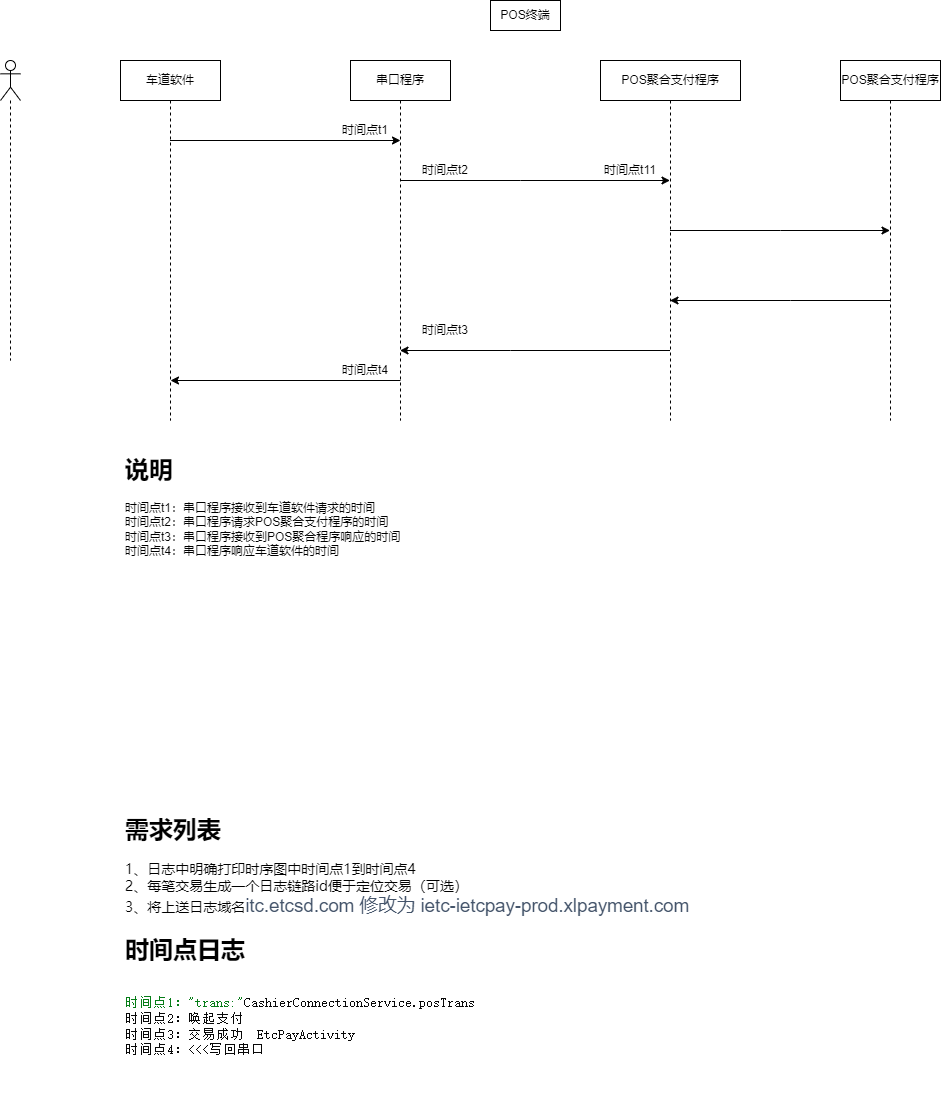 POS终端
车道软件
串口程序
POS聚合支付程序
POS聚合支付程序
时间点t1
时间点t2
时间点t11
时间点t3
时间点t4
说明
时间点t1：串口程序接收到车道软件请求的时间
时间点t2：串口程序请求POS聚合支付程序的时间
时间点t3：串口程序接收到POS聚合程序响应的时间
时间点t4：串口程序响应车道软件的时间
需求列表
1、日志中明确打印时序图中时间点1到时间点4
2、每笔交易生成一个日志链路id便于定位交易（可选）
3、将上送日志域名itc.etcsd.com 修改为 ietc-ietcpay-prod.xlpayment.com
时间点日志
时间点1："trans:"CashierConnectionService.posTrans
时间点2：唤起支付
时间点3：交易成功  EtcPayActivity
时间点4：<<<写回串口